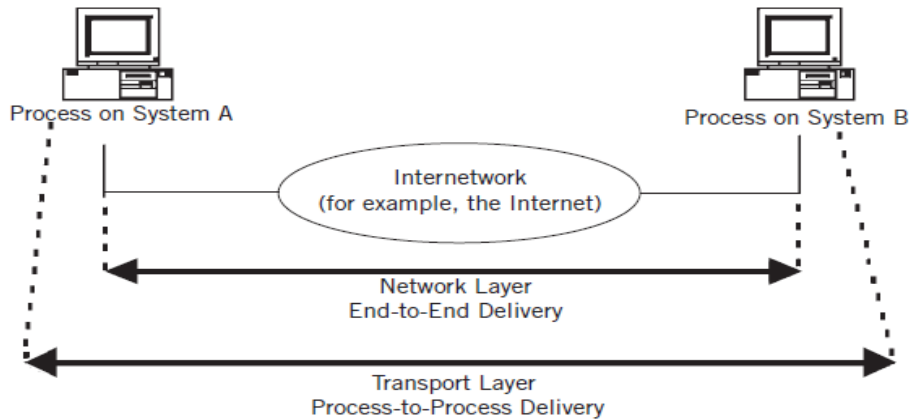 Process on System A
Process on System B
Internetwork
(for example, the Internet)
Network Layer
End-to-End Delivery
Transport Layer
Process-to-Process Delivery